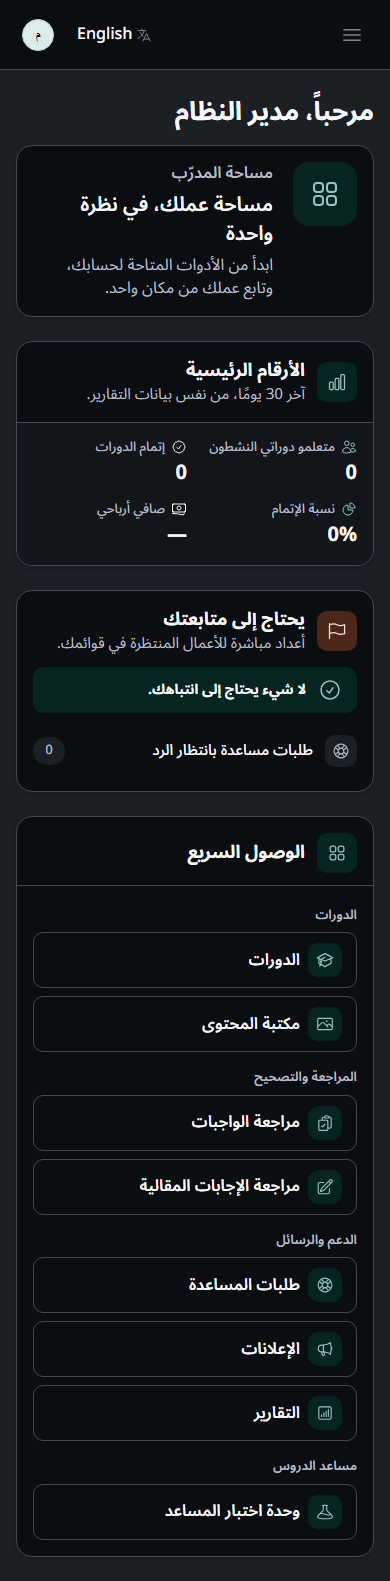 English
م
مرحباً، مدير النظام
مساحة المدرّب
مساحة عملك، في نظرة
واحدة
ابدأ من الأدوات المتاحة لحسابك،
وتابع عملك من مكان واحد.
الأرقام الرئيسية
آخر 30 يومًا، من نفس بيانات التقارير.
متعلمو دوراتي النشطون
0
إتمام الدورات
0
نسبة الإتمام
0%
صافي أرباحي
—
يحتاج إلى متابعتك
أعداد مباشرة للأعمال المنتظرة في قوائمك.
لا شيء يحتاج إلى انتباهك.
طلبات مساعدة بانتظار الرد
0
الوصول السريع
الدورات
الدورات
مكتبة المحتوى
المراجعة والتصحيح
مراجعة الواجبات
مراجعة الإجابات المقالية
الدعم والرسائل
طلبات المساعدة
الإعلانات
التقارير
مساعد الدروس
وحدة اختبار المساعد